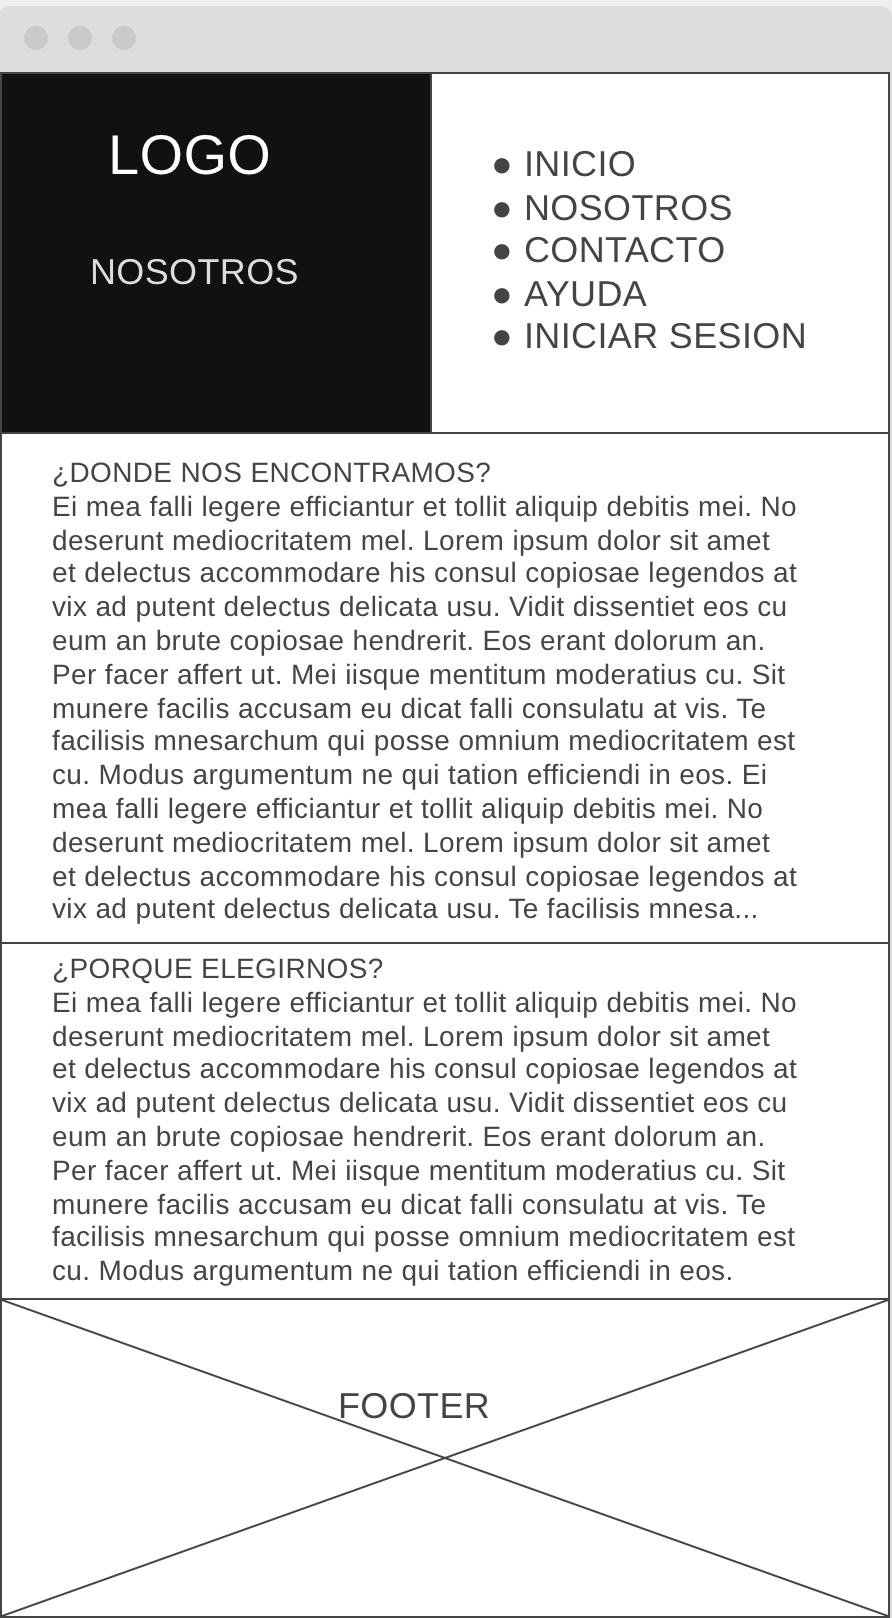 LOGO
NOSOTROS
● INICIO
● NOSOTROS
● CONTACTO
● AYUDA
● INICIAR SESION
¿DONDE NOS ENCONTRAMOS?
Ei mea falli legere efficiantur et tollit aliquip debitis mei. No
deserunt mediocritatem mel. Lorem ipsum dolor sit amet
et delectus accommodare his consul copiosae legendos at
vix ad putent delectus delicata usu. Vidit dissentiet eos cu
eum an brute copiosae hendrerit. Eos erant dolorum an.
Per facer affert ut. Mei iisque mentitum moderatius cu. Sit
munere facilis accusam eu dicat falli consulatu at vis. Te
facilisis mnesarchum qui posse omnium mediocritatem est
cu. Modus argumentum ne qui tation efficiendi in eos. Ei
mea falli legere efficiantur et tollit aliquip debitis mei. No
deserunt mediocritatem mel. Lorem ipsum dolor sit amet
et delectus accommodare his consul copiosae legendos at
vix ad putent delectus delicata usu. Te facilisis mnesa...
¿PORQUE ELEGIRNOS?
Ei mea falli legere efficiantur et tollit aliquip debitis mei. No
deserunt mediocritatem mel. Lorem ipsum dolor sit amet
et delectus accommodare his consul copiosae legendos at
vix ad putent delectus delicata usu. Vidit dissentiet eos cu
eum an brute copiosae hendrerit. Eos erant dolorum an.
Per facer affert ut. Mei iisque mentitum moderatius cu. Sit
munere facilis accusam eu dicat falli consulatu at vis. Te
facilisis mnesarchum qui posse omnium mediocritatem est
cu. Modus argumentum ne qui tation efficiendi in eos.
FOOTER